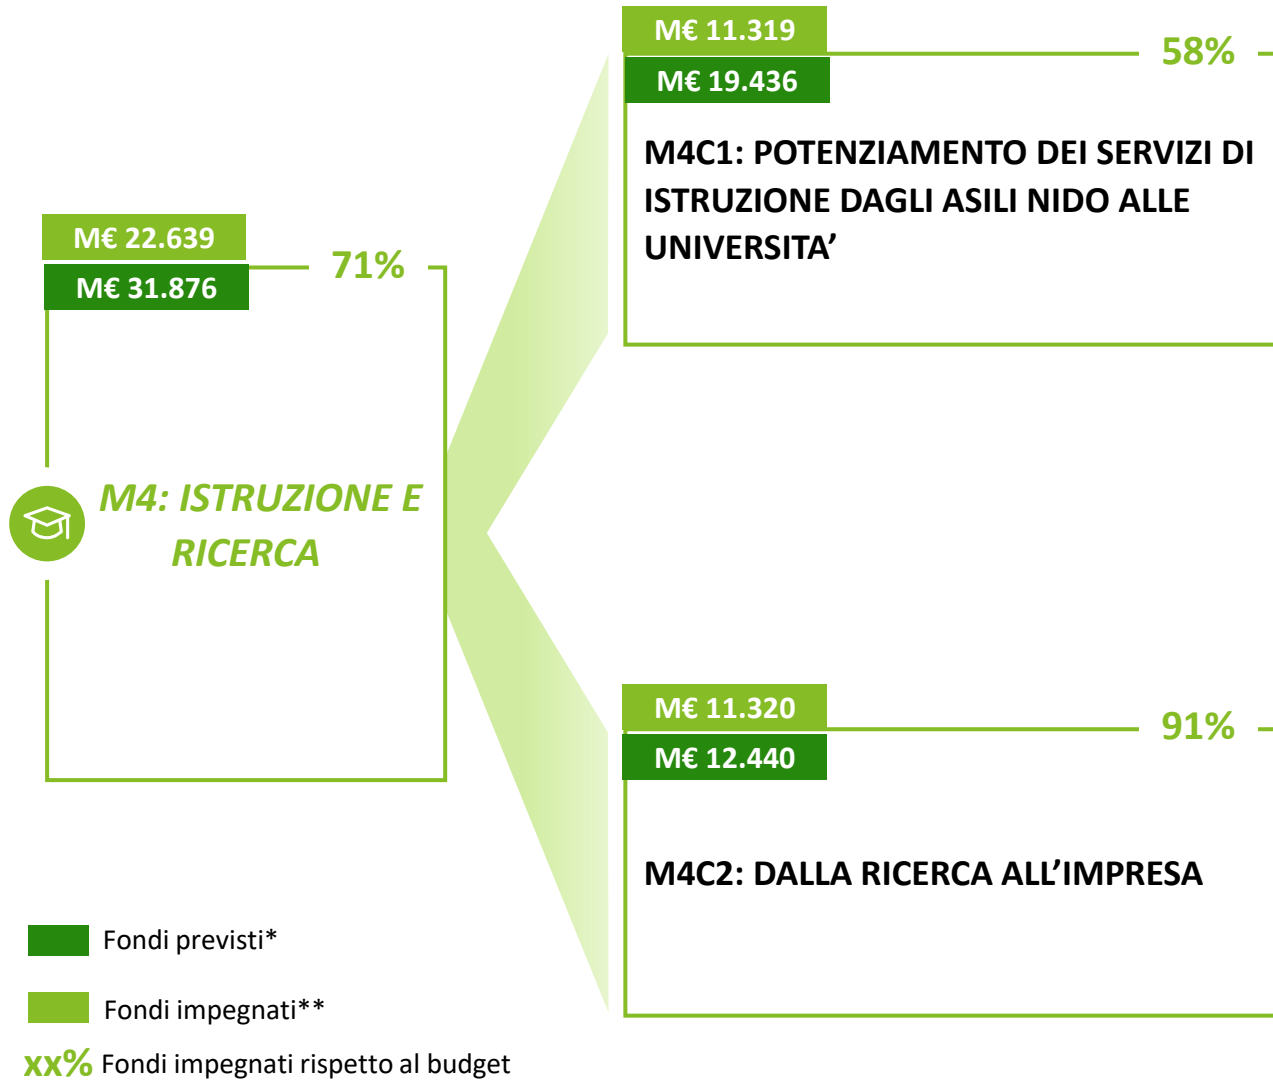 M€ 22.639
M€ 31.876
71%
M4: ISTRUZIONE E
RICERCA
M€ 11.319
M€ 19.436
58%
M4C1: POTENZIAMENTO DEI SERVIZI DI
ISTRUZIONE DAGLI ASILI NIDO ALLE
UNIVERSITA’
M€ 11.320
M€ 12.440
91%
M4C2: DALLA RICERCA ALL’IMPRESA
Fondi previsti*
Fondi impegnati**
xx% Fondi impegnati rispetto al budget